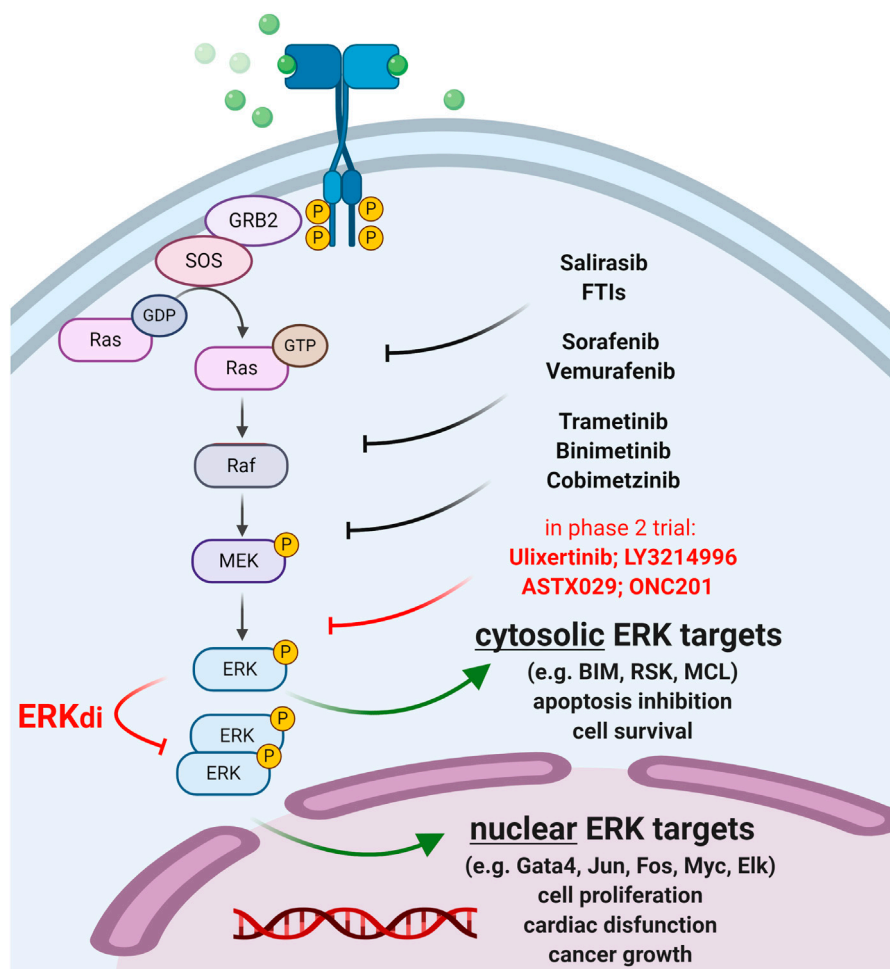 P
P
P
P
GRB2
SOS
GDP
Ras
GTP
Ras
Salirasib
FTIs
Sorafenib
Vemurafenib
Raf
Trametinib
Binimetinib
Cobimetzinib
P
MEK
in phase 2 trial:
Ulixertinib; LY3214996
ASTX029; ONC201
P
ERK
cytosolic ERK targets
(e.g. BIM, RSK, MCL)
apoptosis inhibition
cell survival
ERKdi
P
ERK
P
ERK
nuclear ERK targets
(e.g. Gata4, Jun, Fos, Myc, Elk)
cell proliferation
cardiac disfunction
cancer growth